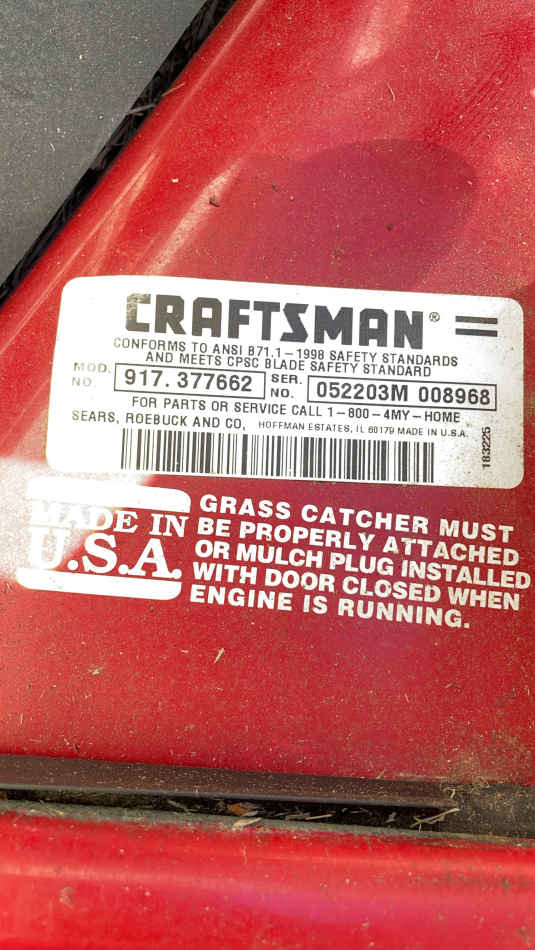 CRAFTSMAN®
CONFORMS TO ANSI B71.1-1998 SAFETY STANDARDS
AND MEETS CPSC BLADE SAFETY STANDARD
MOD. NO. 917.377662 SER. NO. 052203M 008968
FOR PARTS OR SERVICE CALL 1-800-4MY-HOME
SEARS, ROEBUCK AND CO, HOFFMAN ESTATES, IL 60179 MADE IN U.S.A.
183225
MADE IN
U.S.A.
GRASS CATCHER MUST
BE PROPERLY ATTACHED
OR MULCH PLUG INSTALLED
WITH DOOR CLOSED WHEN
ENGINE IS RUNNING.